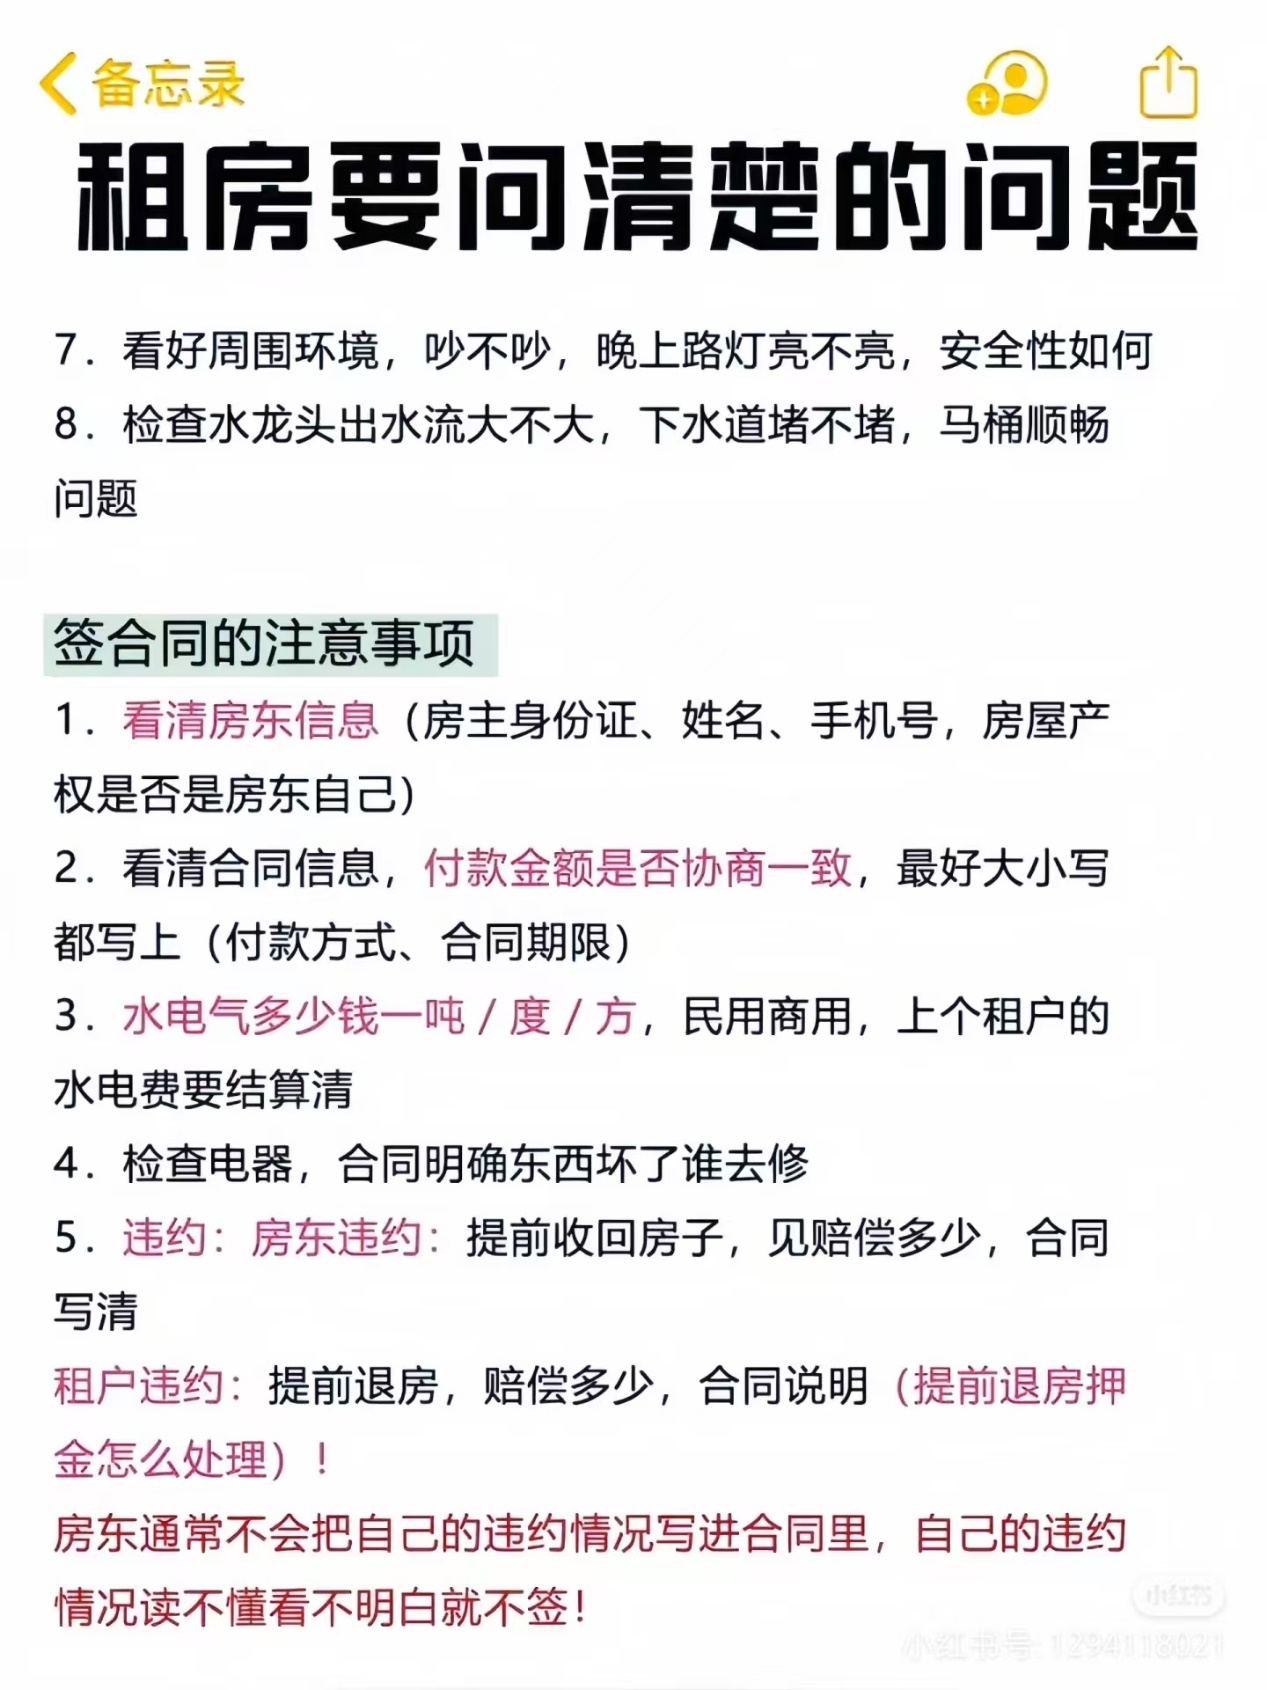 备忘录
租房要问清楚的问题
7. 看好周围环境，吵不吵，晚上路灯亮不亮，安全性如何
8. 检查水龙头出水流大不大，下水道堵不堵，马桶顺畅
问题
签合同的注意事项
1. 看清房东信息（房主身份证、姓名、手机号，房屋产
权是否是房东自己）
2. 看清合同信息，付款金额是否协商一致，最好大小写
都写上（付款方式、合同期限）
3. 水电气多少钱一吨 / 度 / 方，民用商用，上个租户的
水电费要结算清
4. 检查电器，合同明确东西坏了谁去修
5. 违约：房东违约：提前收回房子，见赔偿多少，合同
写清
租户违约：提前退房，赔偿多少，合同说明（提前退房押
金怎么处理）!
房东通常不会把自己的违约情况写进合同里，自己的违约
情况读不懂看不明白就不签!
小红书
小红书号: 1294118021